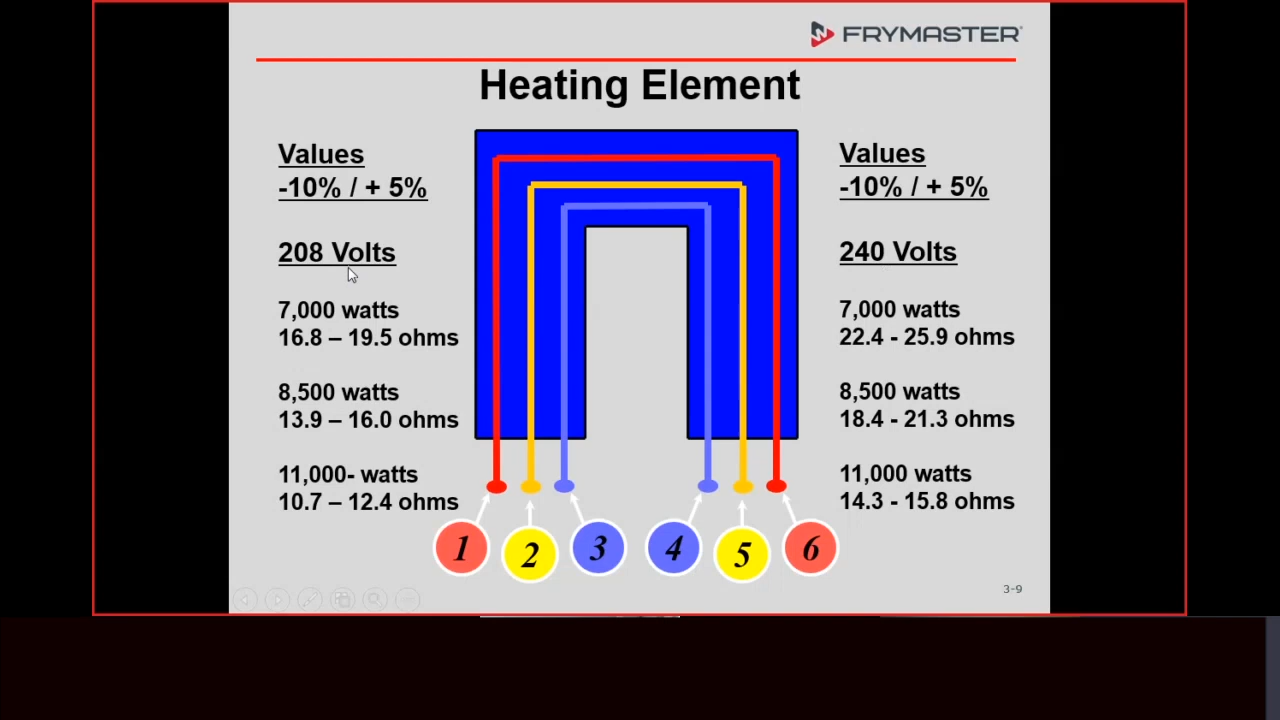 FRYMASTER
Heating Element
Values
-10% / + 5%
208 Volts
7,000 watts
16.8 – 19.5 ohms
8,500 watts
13.9 – 16.0 ohms
11,000- watts
10.7 – 12.4 ohms
Values
-10% / + 5%
240 Volts
7,000 watts
22.4 - 25.9 ohms
8,500 watts
18.4 - 21.3 ohms
11,000 watts
14.3 - 15.8 ohms
1 2 3 4 5 6
3-9